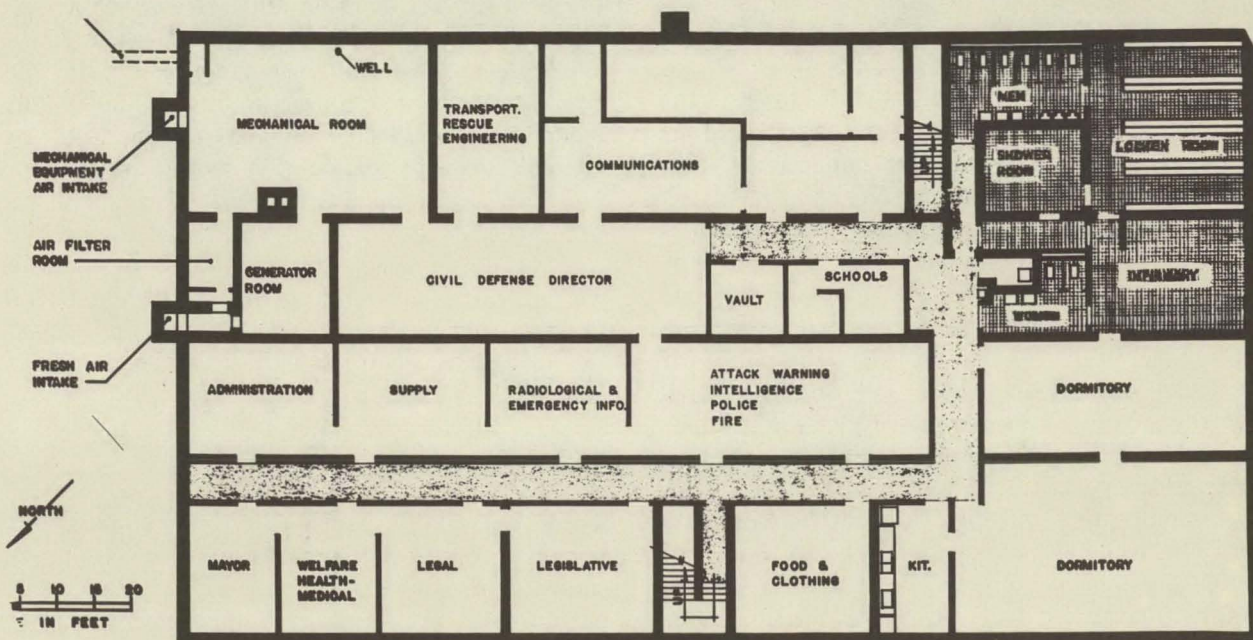 WELL
MECHANICAL ROOM
TRANSPORT.
RESCUE
ENGINEERING
COMMUNICATIONS
MEN
SHOWER
ROOM
LOCKER ROOM
UP
MECHANICAL
EQUIPMENT
AIR INTAKE
AIR FILTER
ROOM
GENERATOR
ROOM
CIVIL DEFENSE DIRECTOR
VAULT
SCHOOLS
INFIRMARY
WOMEN
FRESH AIR
INTAKE
ADMINISTRATION
SUPPLY
RADIOLOGICAL &
EMERGENCY INFO.
ATTACK WARNING
INTELLIGENCE
POLICE
FIRE
DORMITORY
NORTH
MAYOR
WELFARE
HEALTH-
MEDICAL
LEGAL
LEGISLATIVE
UP
FOOD &
CLOTHING
KIT.
DORMITORY
5 10 15 20
E IN FEET